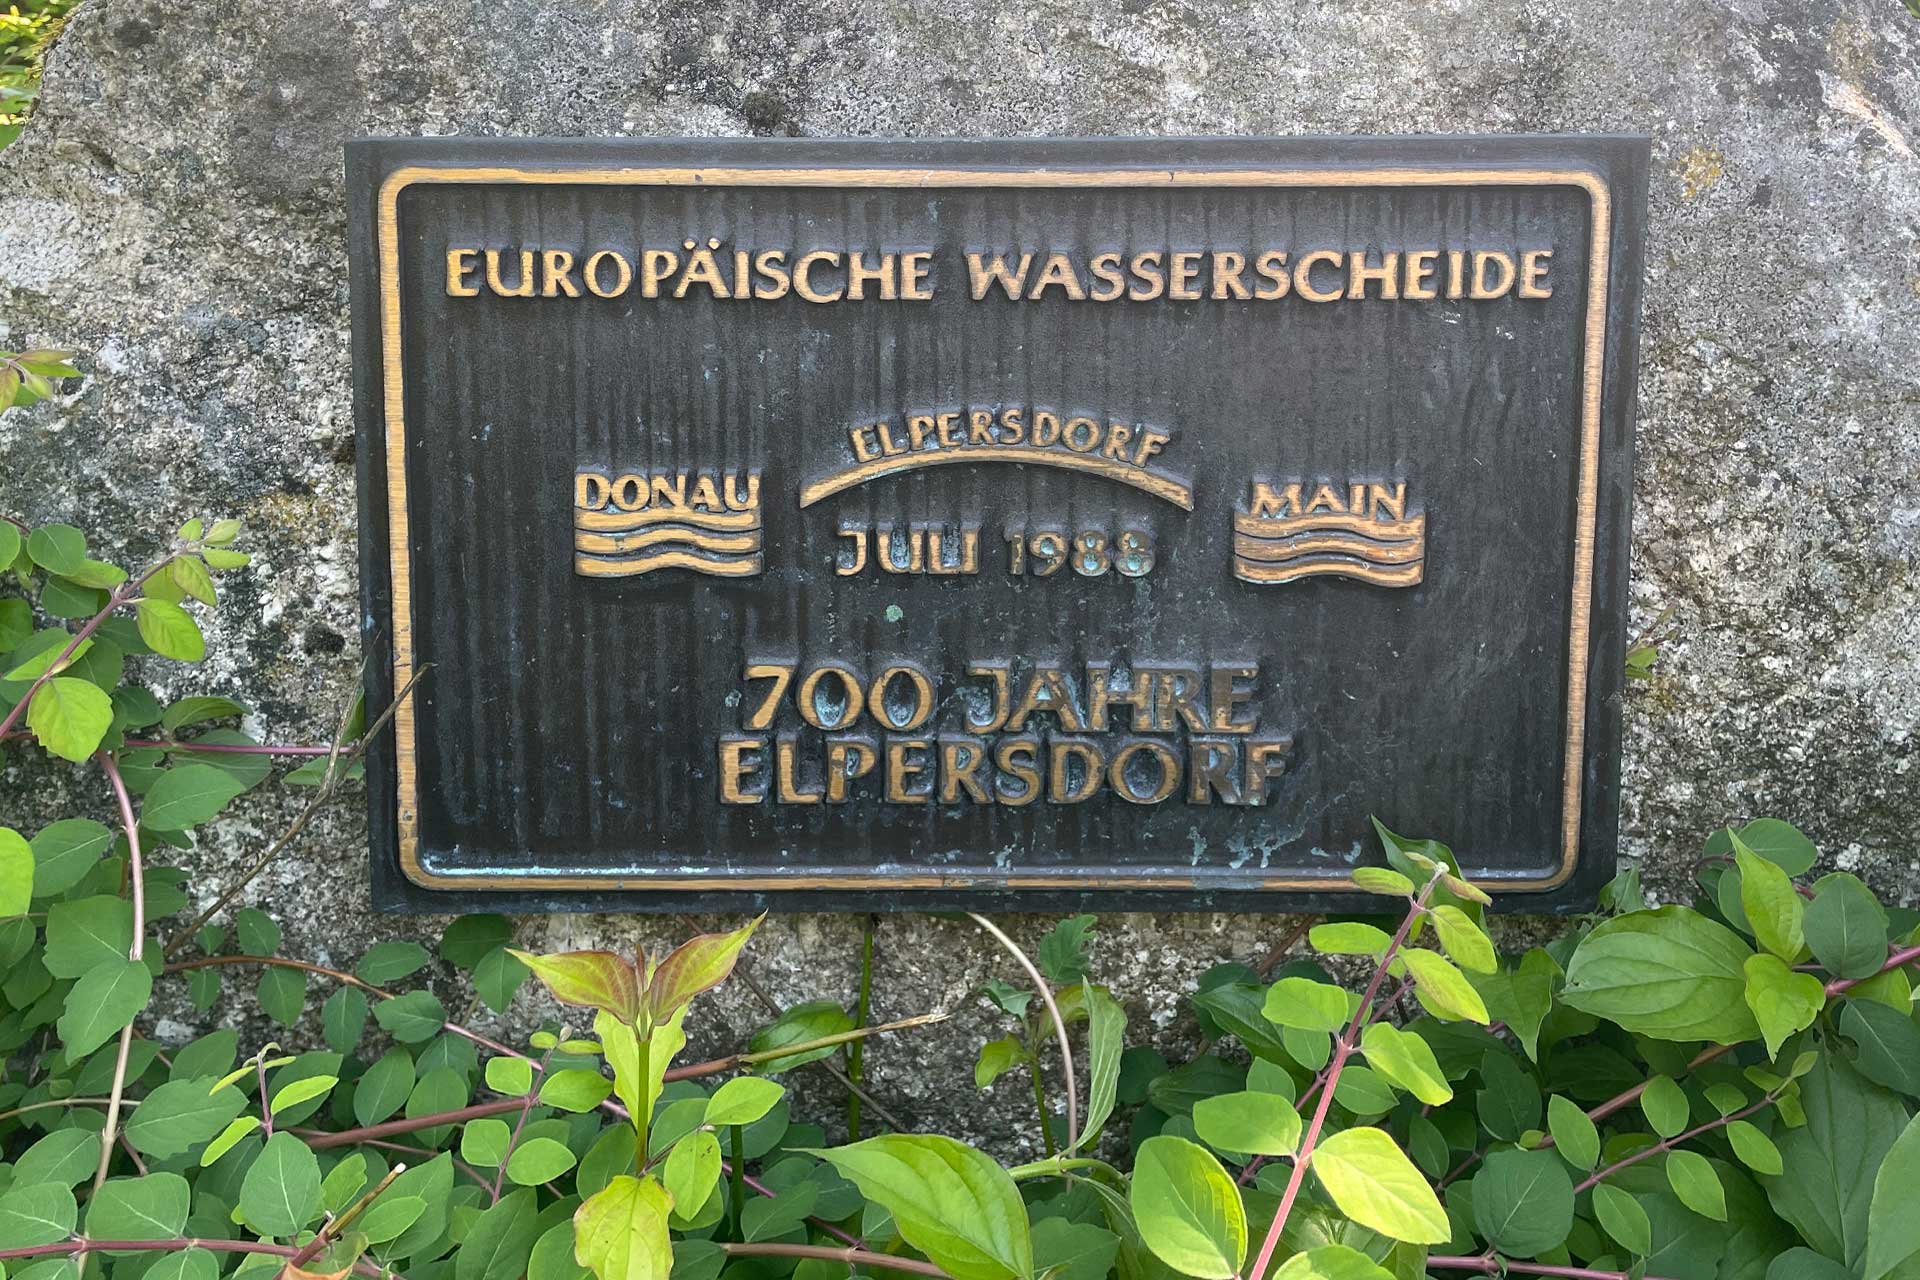 EUROPÄISCHE WASSERSCHEIDE
ELPERSDORF
DONAU
MAIN
JULI 1988
700 JAHRE
ELPERSDORF